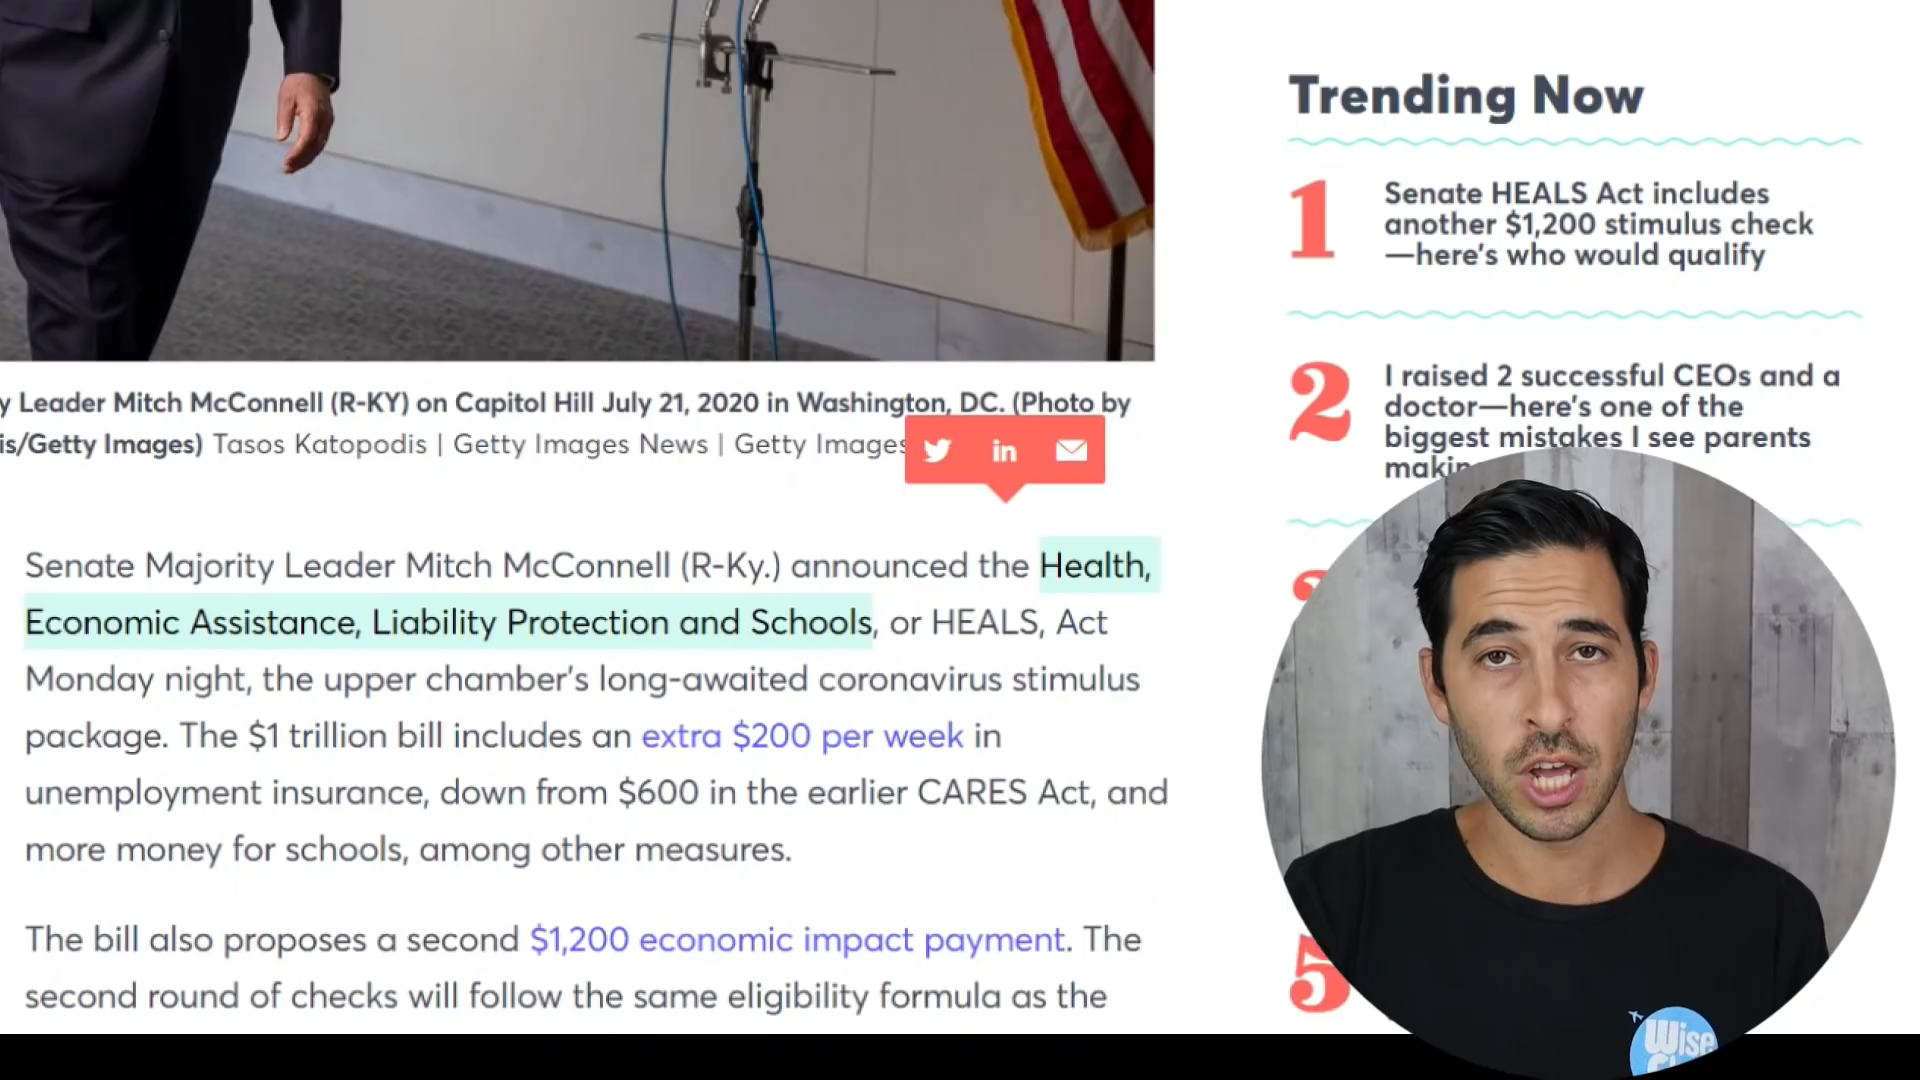 y Leader Mitch McConnell (R-KY) on Capitol Hill July 21, 2020 in Washington, DC. (Photo by
is/Getty Images) Tasos Katopodis | Getty Images News | Getty Images
in
Senate Majority Leader Mitch McConnell (R-Ky.) announced the Health,
Economic Assistance, Liability Protection and Schools, or HEALS, Act
Monday night, the upper chamber's long-awaited coronavirus stimulus
package. The $1 trillion bill includes an extra $200 per week in
unemployment insurance, down from $600 in the earlier CARES Act, and
more money for schools, among other measures.
The bill also proposes a second $1,200 economic impact payment. The
second round of checks will follow the same eligibility formula as the
Trending Now
1
Senate HEALS Act includes
another $1,200 stimulus check
—here's who would qualify
2
I raised 2 successful CEOs and a
doctor—here's one of the
biggest mistakes I see parents
makin
5
Wise